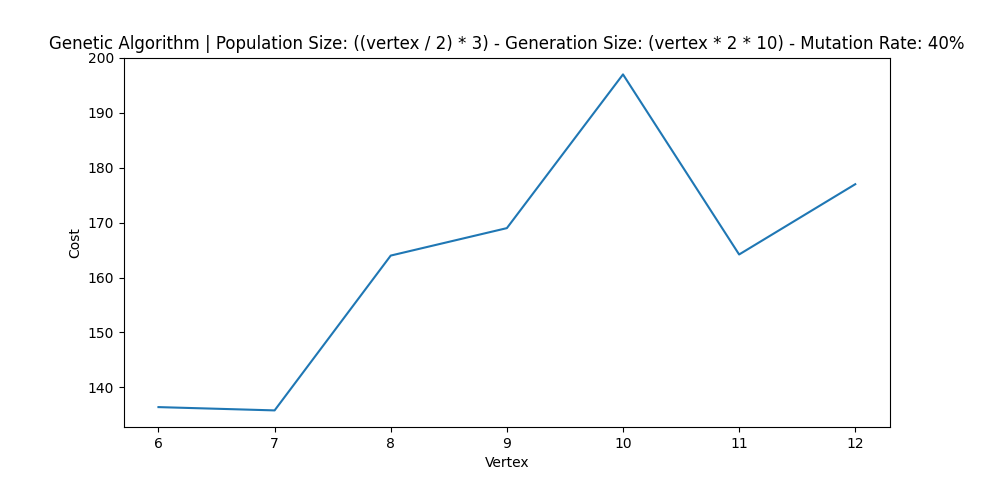 Genetic Algorithm | Population Size: ((vertex / 2) * 3) - Generation Size: (vertex * 2 * 10) - Mutation Rate: 40%
200
190
180
170
160
150
140
Cost
6 7 8 9 10 11 12
Vertex